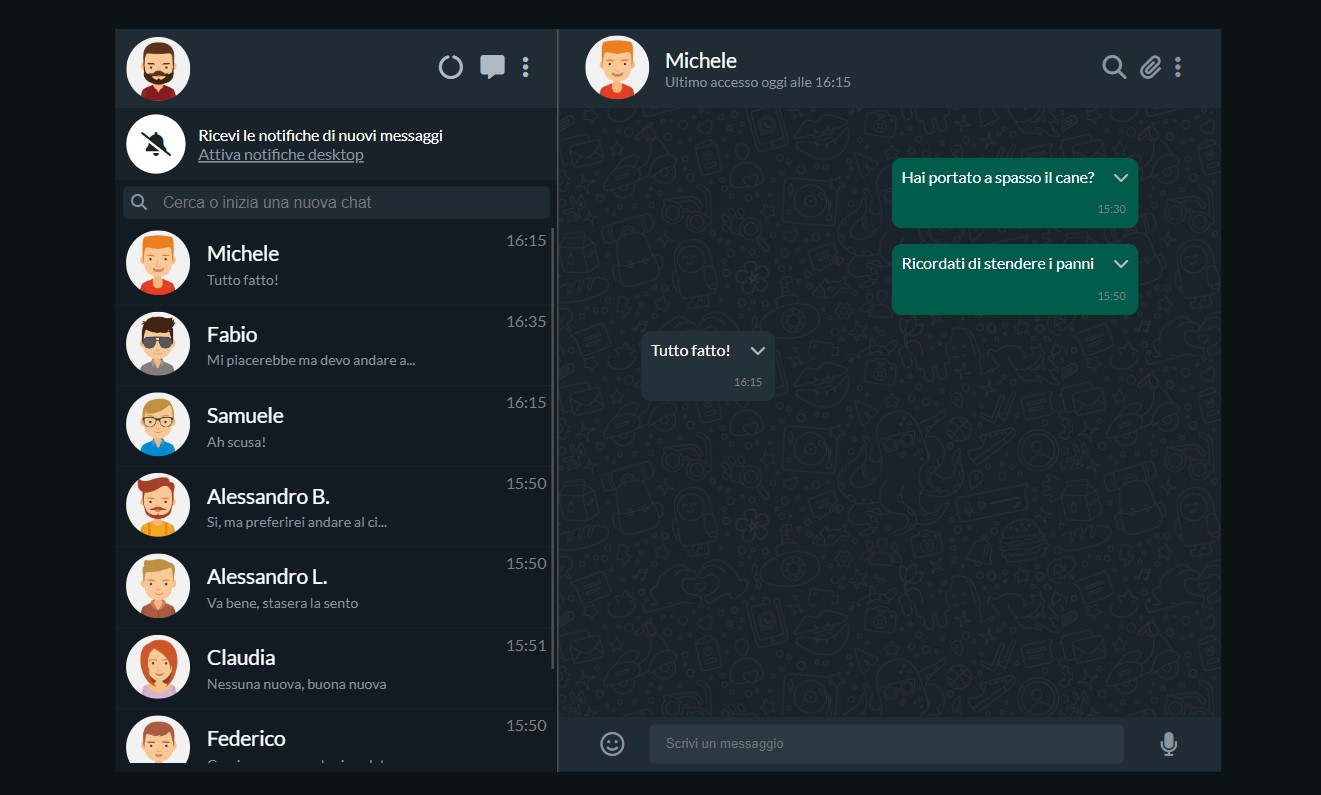 Ricevi le notifiche di nuovi messaggi
Attiva notifiche desktop
Cerca o inizia una nuova chat
Michele
16:15
Tutto fatto!
Fabio
16:35
Mi piacerebbe ma devo andare a...
Samuele
16:15
Ah scusa!
Alessandro B.
15:50
Si, ma preferirei andare al ci...
Alessandro L.
15:50
Va bene, stasera la sento
Claudia
15:51
Nessuna nuova, buona nuova
Federico
15:50
Michele
Ultimo accesso oggi alle 16:15
Hai portato a spasso il cane?
15:30
Ricordati di stendere i panni
15:50
Tutto fatto!
16:15
Scrivi un messaggio